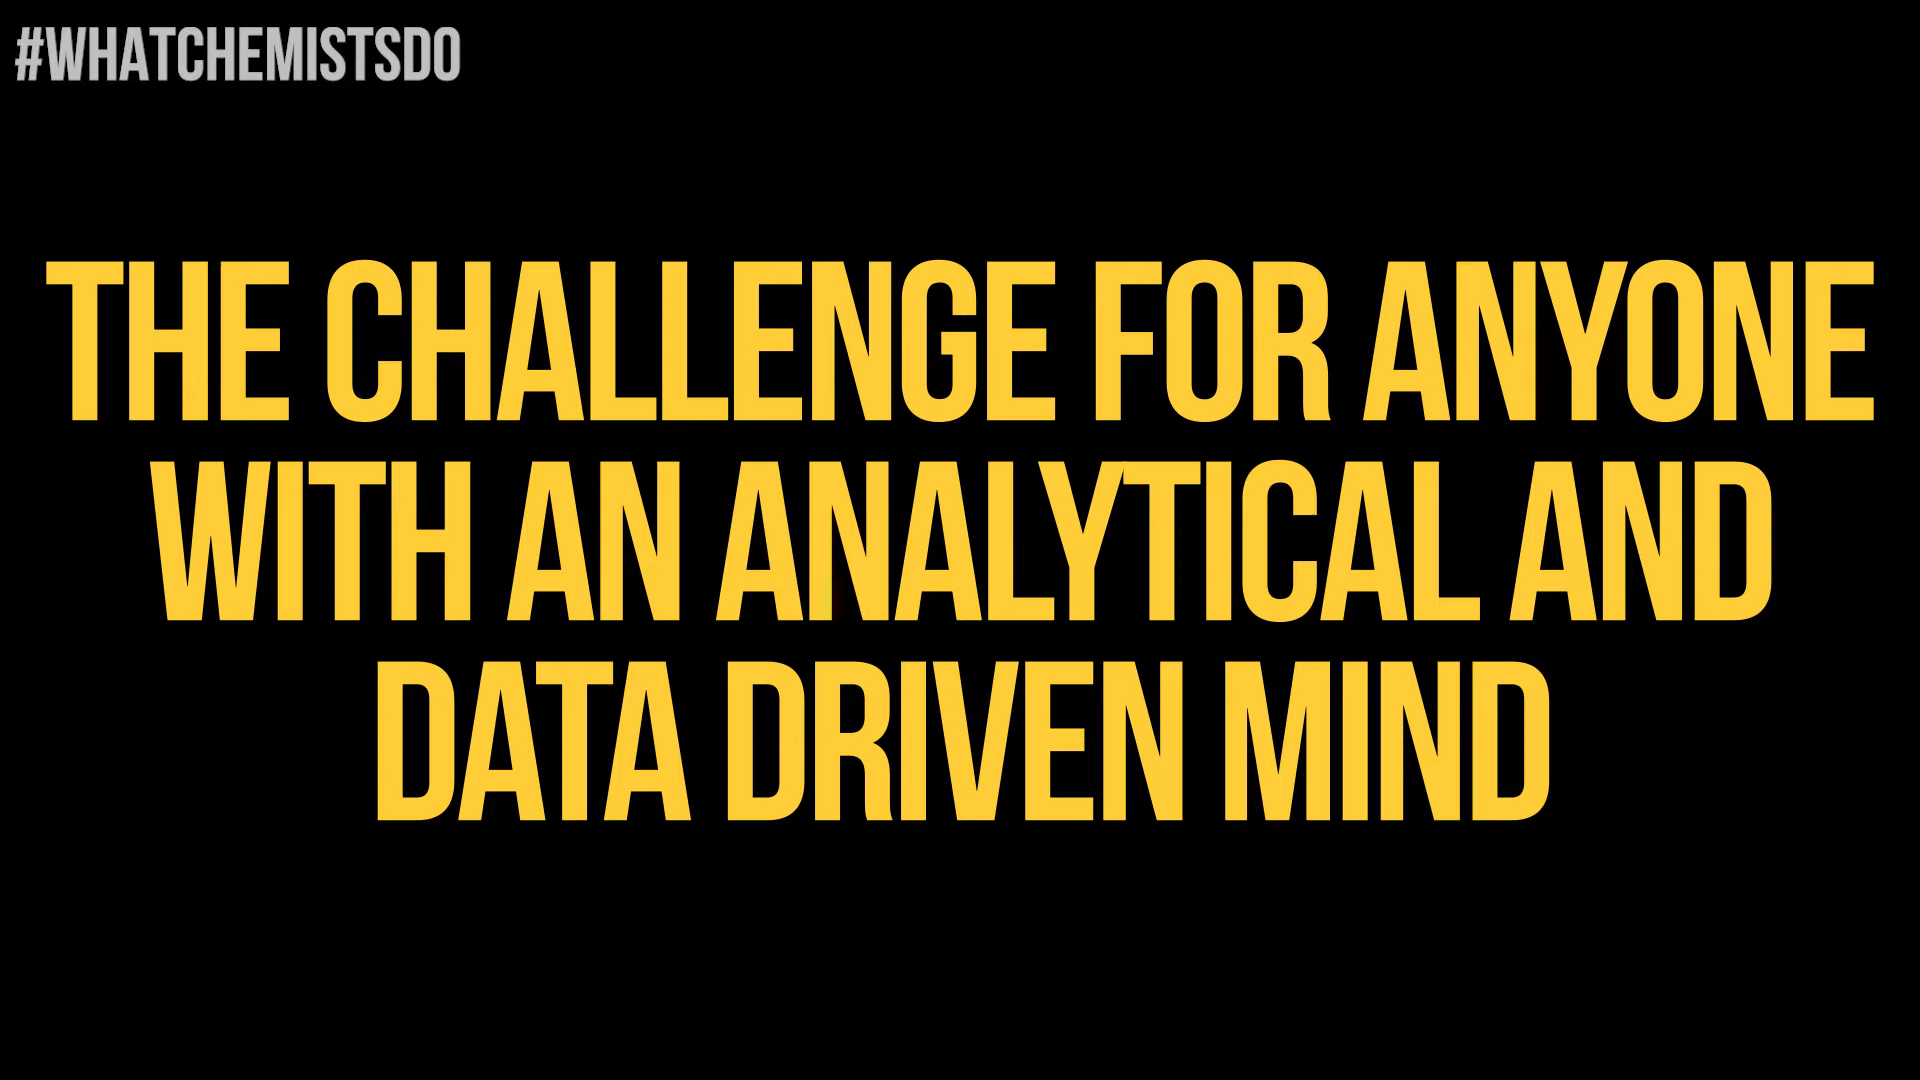 #WHATCHEMISTSDO
THE CHALLENGE FOR ANYONE
WITH AN ANALYTICAL AND
DATA DRIVEN MIND